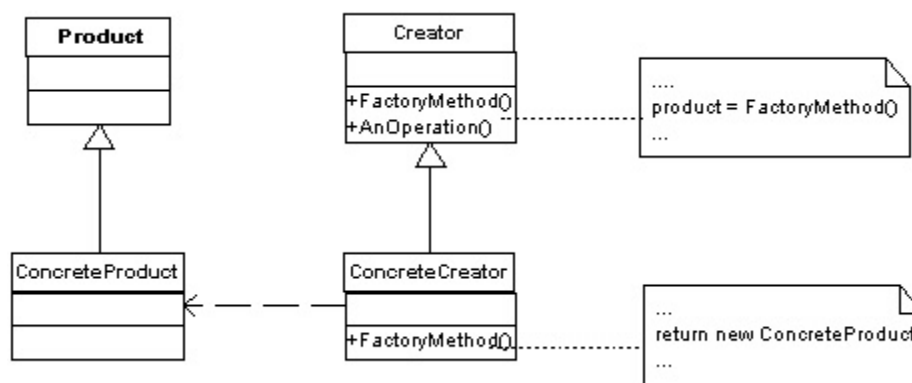 Product
Creator
+FactoryMethod()
+AnOperation()
....
product = FactoryMethod()
...
ConcreteProduct
ConcreteCreator
+FactoryMethod()
...
return new ConcreteProduct
...